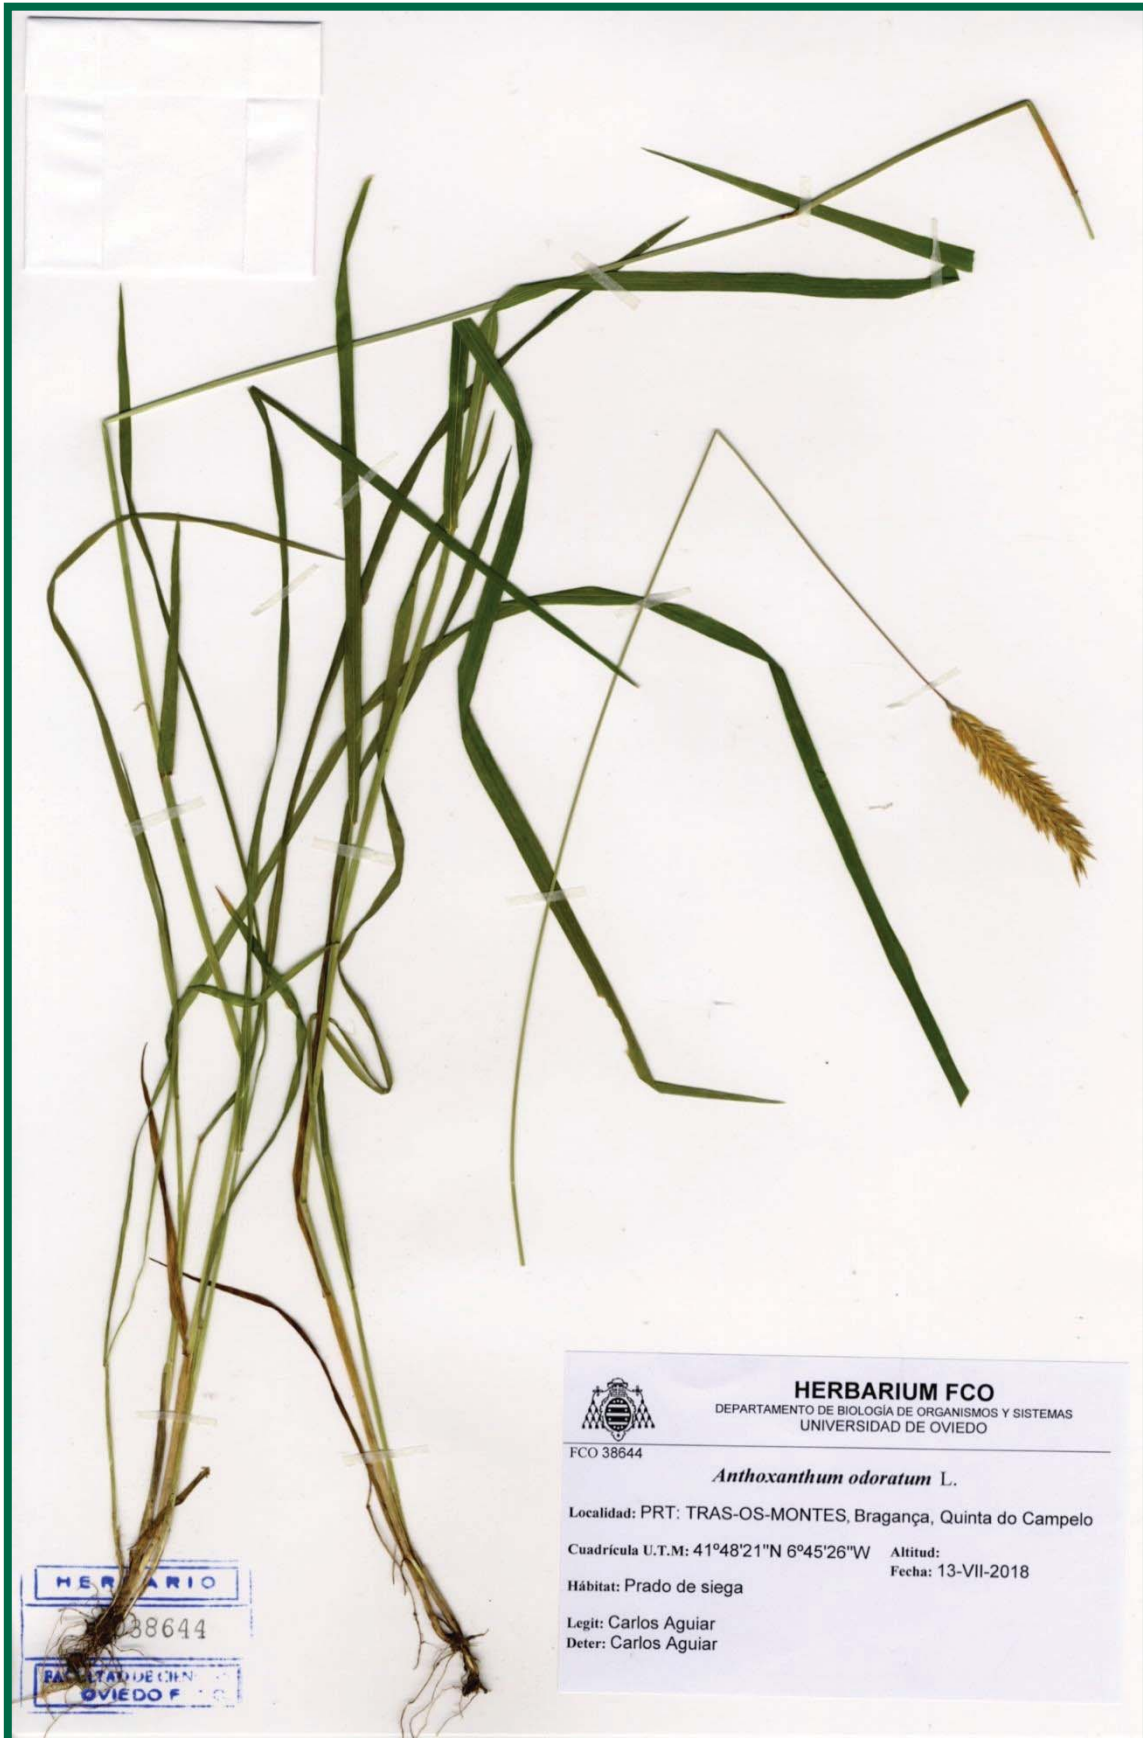 HERBARIUM FCO
DEPARTAMENTO DE BIOLOGÍA DE ORGANISMOS Y SISTEMAS
UNIVERSIDAD DE OVIEDO
FCO 38644
Anthoxanthum odoratum L.
Localidad: PRT: TRAS-OS-MONTES, Bragança, Quinta do Campelo
Cuadrícula U.T.M: 41º48'21"N 6º45'26"W Altitud:
Fecha: 13-VII-2018
Hábitat: Prado de siega
Legit: Carlos Aguiar
Deter: Carlos Aguiar
38644
OVIEDO